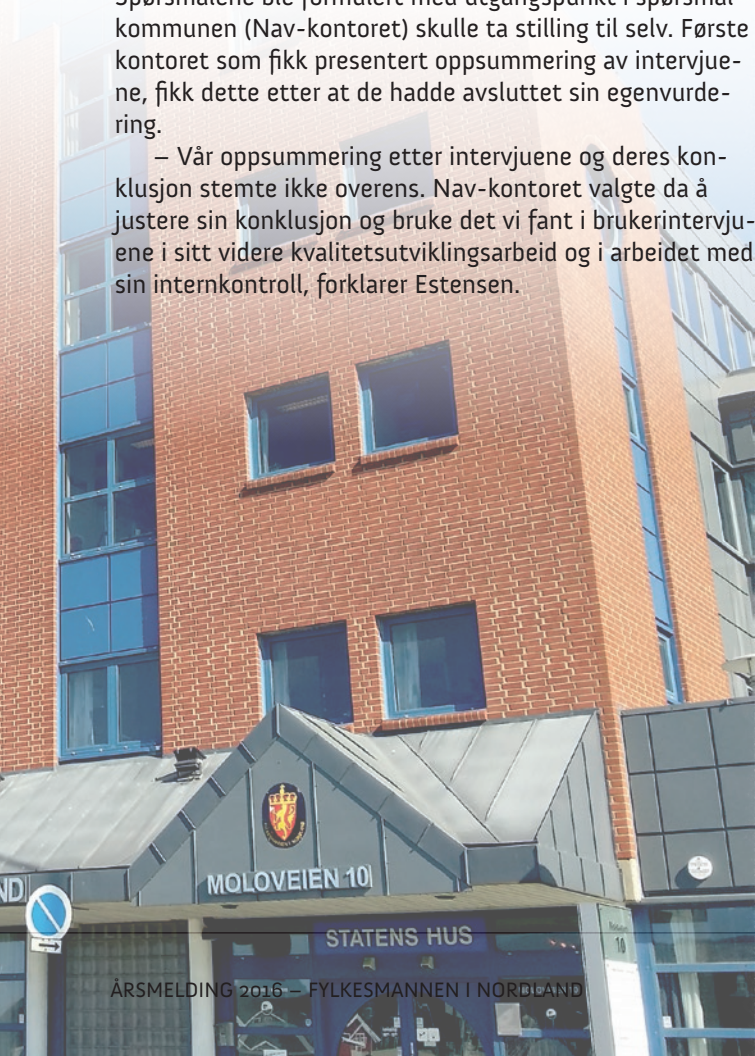 Spørsmålene ble formulert med utgangspunkt i spørsmål
kommunen (Nav-kontoret) skulle ta stilling til selv. Første
kontoret som fikk presentert oppsummering av intervjue-
ne, fikk dette etter at de hadde avsluttet sin egenvurde-
ring.
– Vår oppsummering etter intervjuene og deres kon-
klusjon stemte ikke overens. Nav-kontoret valgte da å
justere sin konklusjon og bruke det vi fant i brukerintervju-
ene i sitt videre kvalitetsutviklingsarbeid og i arbeidet med
sin internkontroll, forklarer Estensen.
MOLOVEIEN 10
ND
STATENS HUS
10
ÅRSMELDING 2016 – FYLKESMANNEN I NORDLAND